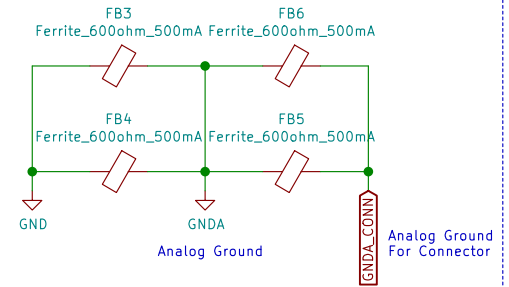 FB3
Ferrite_600ohm_500mA
FB6
Ferrite_600ohm_500mA
FB4
Ferrite_600ohm_500mA
FB5
Ferrite_600ohm_500mA
GND
GNDA
GNDA_CONN
Analog Ground
Analog Ground
For Connector